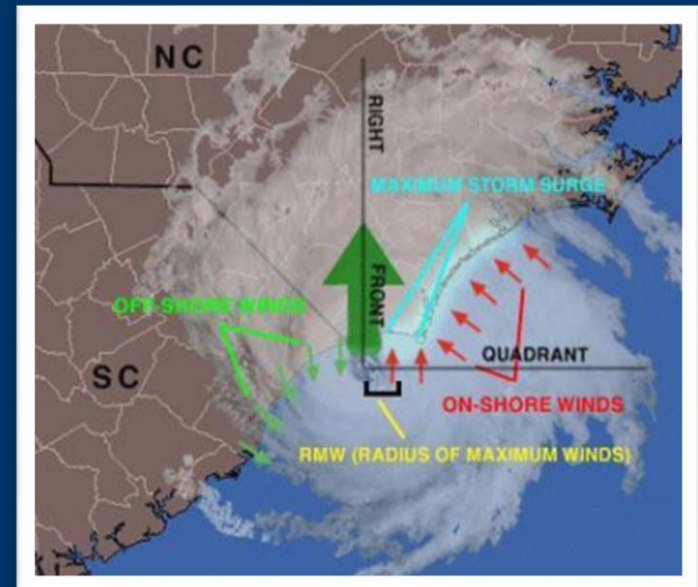 NC
RIGHT
MAXIMUM STORM SURGE
FRONT
OFF-SHORE WINDS
QUADRANT
SC
ON-SHORE WINDS
RMW (RADIUS OF MAXIMUM WINDS)